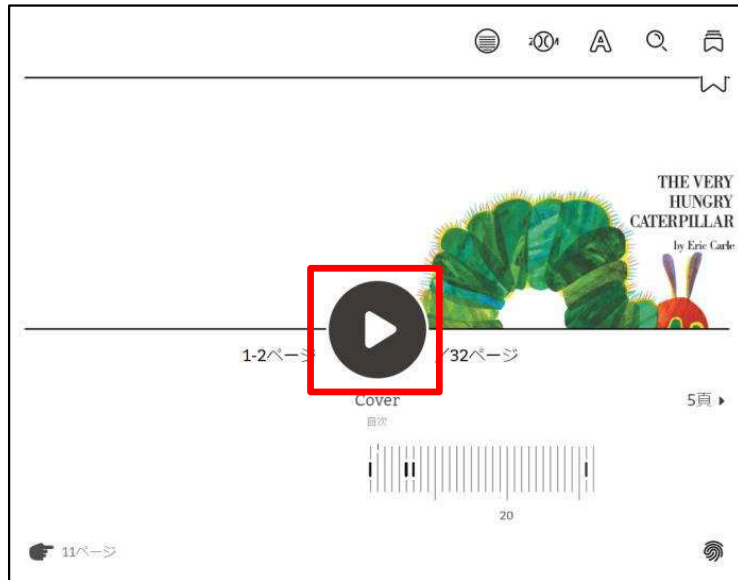 THE VERY
HUNGRY
CATERPILLAR
by Eric Carle
1-2ページ ／32ページ
Cover
目次
5頁
20
11ページ